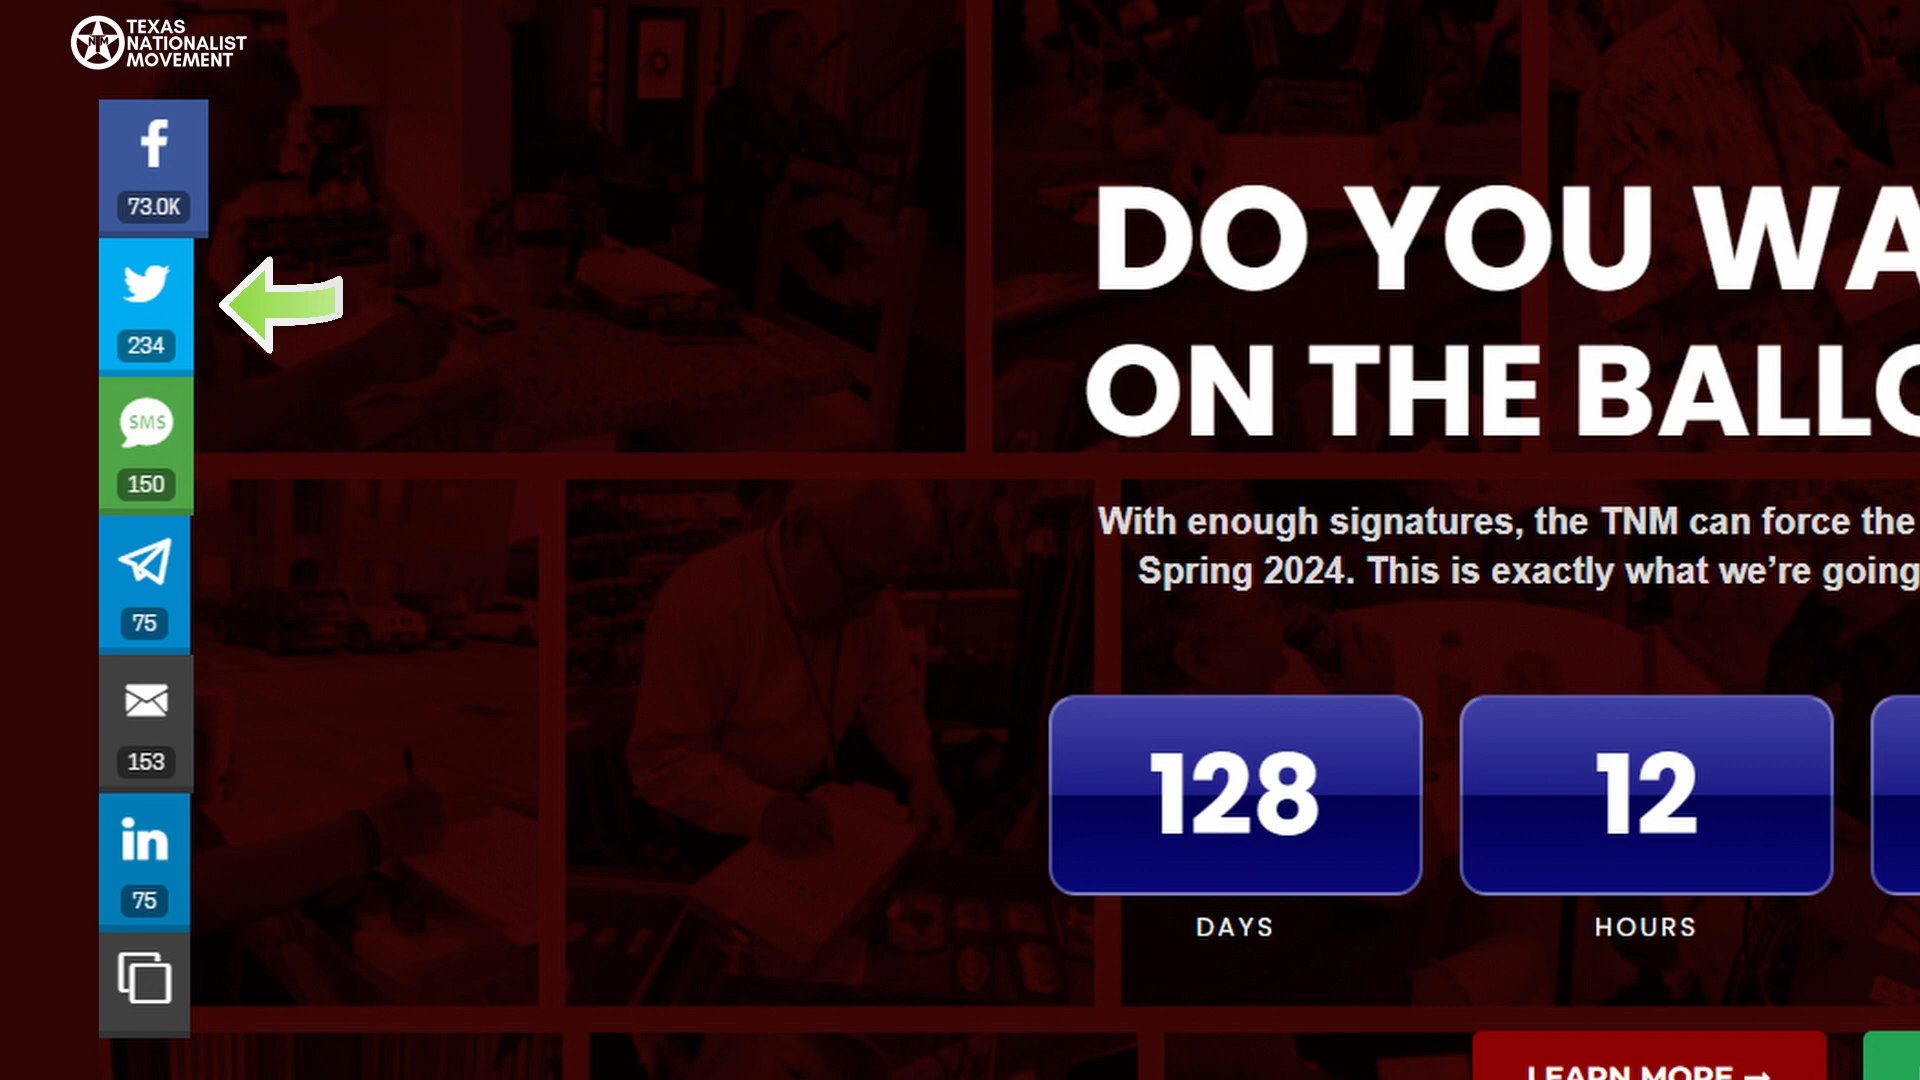 TEXAS
NATIONALIST
MOVEMENT
NTM
73.0K
234
SMS
150
75
153
in
75
DO YOU WA
ON THE BALLO
With enough signatures, the TNM can force the
Spring 2024. This is exactly what we’re going
128
12
DAYS
HOURS
LEARN MORE →